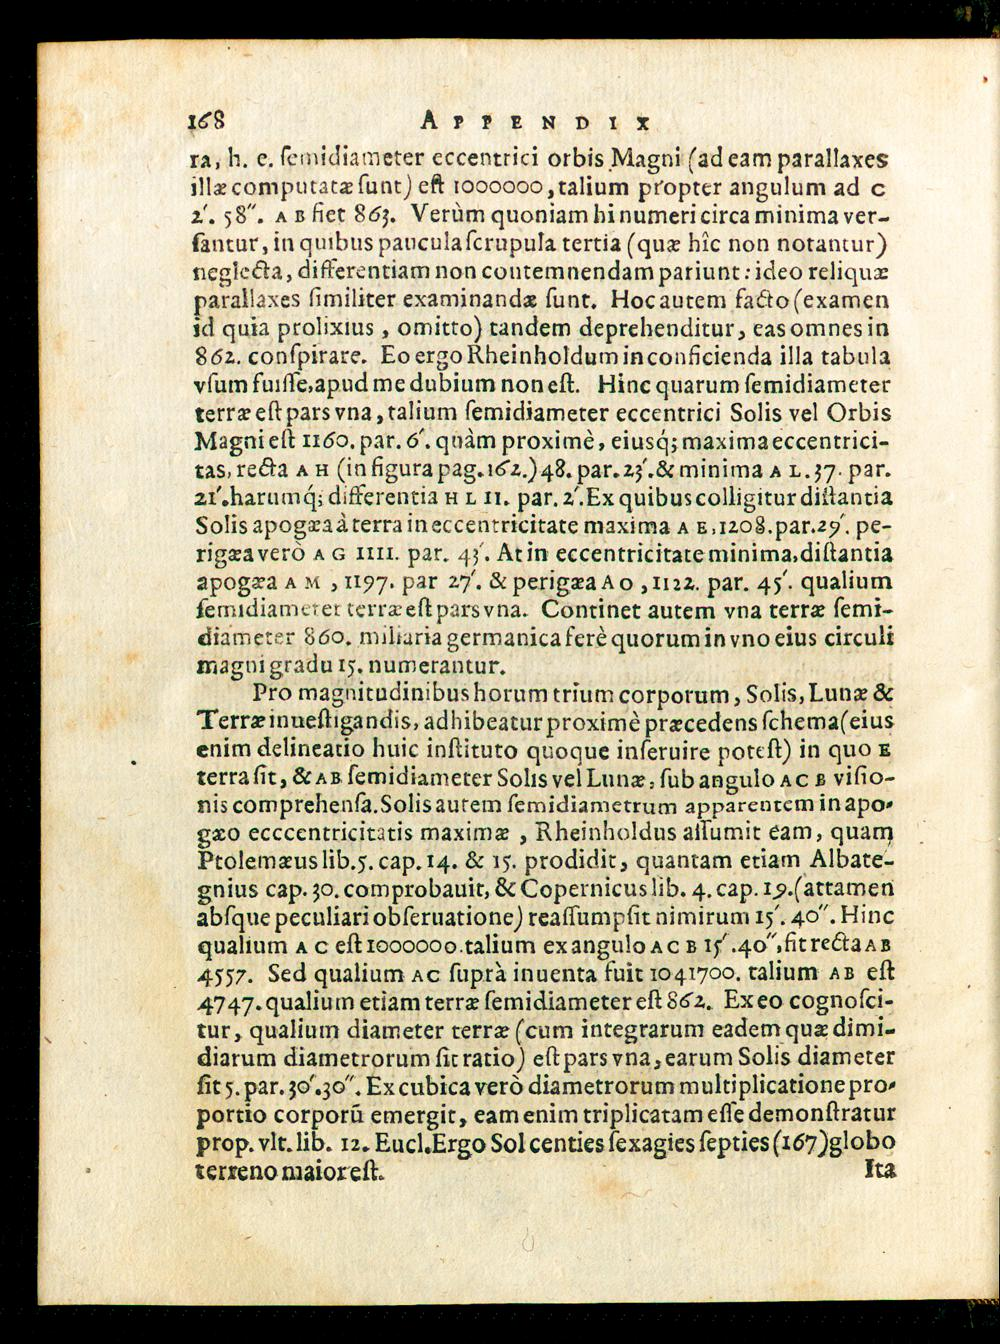 168 APPENDIX
ra, h. e. ſemidiameter eccentrici orbis Magni (ad eam parallaxes
illæ computatæ ſunt) eſt 1000000, talium propter angulum ad C
2′. 58″. AB fiet 863. Verùm quoniam hi numeri circa minima ver-
ſantur, in quibus paucula ſcrupula tertia (quæ hîc non notantur)
neglecta, differentiam non contemnendam pariunt: ideo reliquæ
parallaxes ſimiliter examinandæ ſunt. Hoc autem facto (examen
id quia prolixius, omitto) tandem deprehenditur, eas omnes in
862. conſpirare. Eo ergo Rheinholdum in conficienda illa tabula
vſum fuiſſe, apud me dubium non eſt. Hinc quarum ſemidiameter
terræ eſt pars vna, talium ſemidiameter eccentrici Solis vel Orbis
Magni eſt 1160. par. 6′. quàm proximè, eiusq́; maxima eccentrici-
tas, recta AH (in figura pag. 162.) 48. par. 23′. & minima AL. 37. par.
21′. harumq́; differentia HL 11. par. 2′. Ex quibus colligitur diſtantia
Solis apogæa à terra in eccentricitate maxima AE, 1208. par. 29′. pe-
rigæa verò AG 1111. par. 43′. At in eccentricitate minima, diſtantia
apogæa AM, 1197. par 27′. & perigæa AO, 1122. par. 45′. qualium
ſemidiameter terræ eſt pars vna. Continet autem vna terræ ſemi-
diameter 860. miliaria germanica ferè quorum in vno eius circuli
magni gradu 15. numerantur.
Pro magnitudinibus horum trium corporum, Solis, Lunæ &
Terræ inueſtigandis, adhibeatur proximè præcedens ſchema (eius
enim delineatio huic inſtituto quoque inſeruire poteſt) in quo E
terra ſit, & AB ſemidiameter Solis vel Lunæ, ſub angulo ACB viſio-
nis comprehenſa. Solis autem ſemidiametrum apparentem in apo-
gæo ecccentricitatis maximæ, Rheinholdus aſſumit eam, quam
Ptolemæus lib. 5. cap. 14. & 15. prodidit, quantam etiam Albate-
gnius cap. 30. comprobauit, & Copernicus lib. 4. cap. 19. (attamen
abſque peculiari obſeruatione) reaſſumpſit nimirum 15′. 40″. Hinc
qualium AC eſt 1000000. talium ex angulo ACB 15′. 40″, fit recta AB
4557. Sed qualium AC ſuprà inuenta fuit 1041700. talium AB eſt
4747. qualium etiam terræ ſemidiameter eſt 862. Ex eo cognoſci-
tur, qualium diameter terræ (cum integrarum eadem quæ dimi-
diarum diametrorum ſit ratio) eſt pars vna, earum Solis diameter
ſit 5. par. 30′. 30″. Ex cubica verò diametrorum multiplicatione pro-
portio corporū emergit, eam enim triplicatam eſſe demonſtratur
prop. vlt. lib. 12. Eucl. Ergo Sol centies ſexagies ſepties (167) globo
terreno maior eſt. Ita